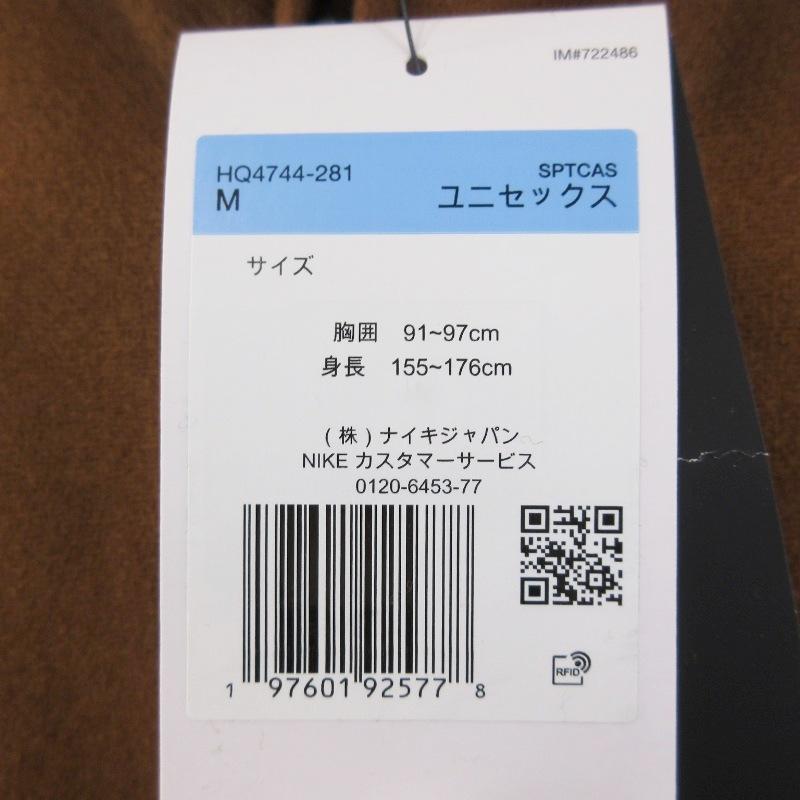 IM#722486
HQ4744-281 SPTCAS
M ユニセックス
サイズ
胸囲 91~97cm
身長 155~176cm
(株)ナイキジャパン
NIKE カスタマーサービス
0120-6453-77
1 97601 92577 8
RFID